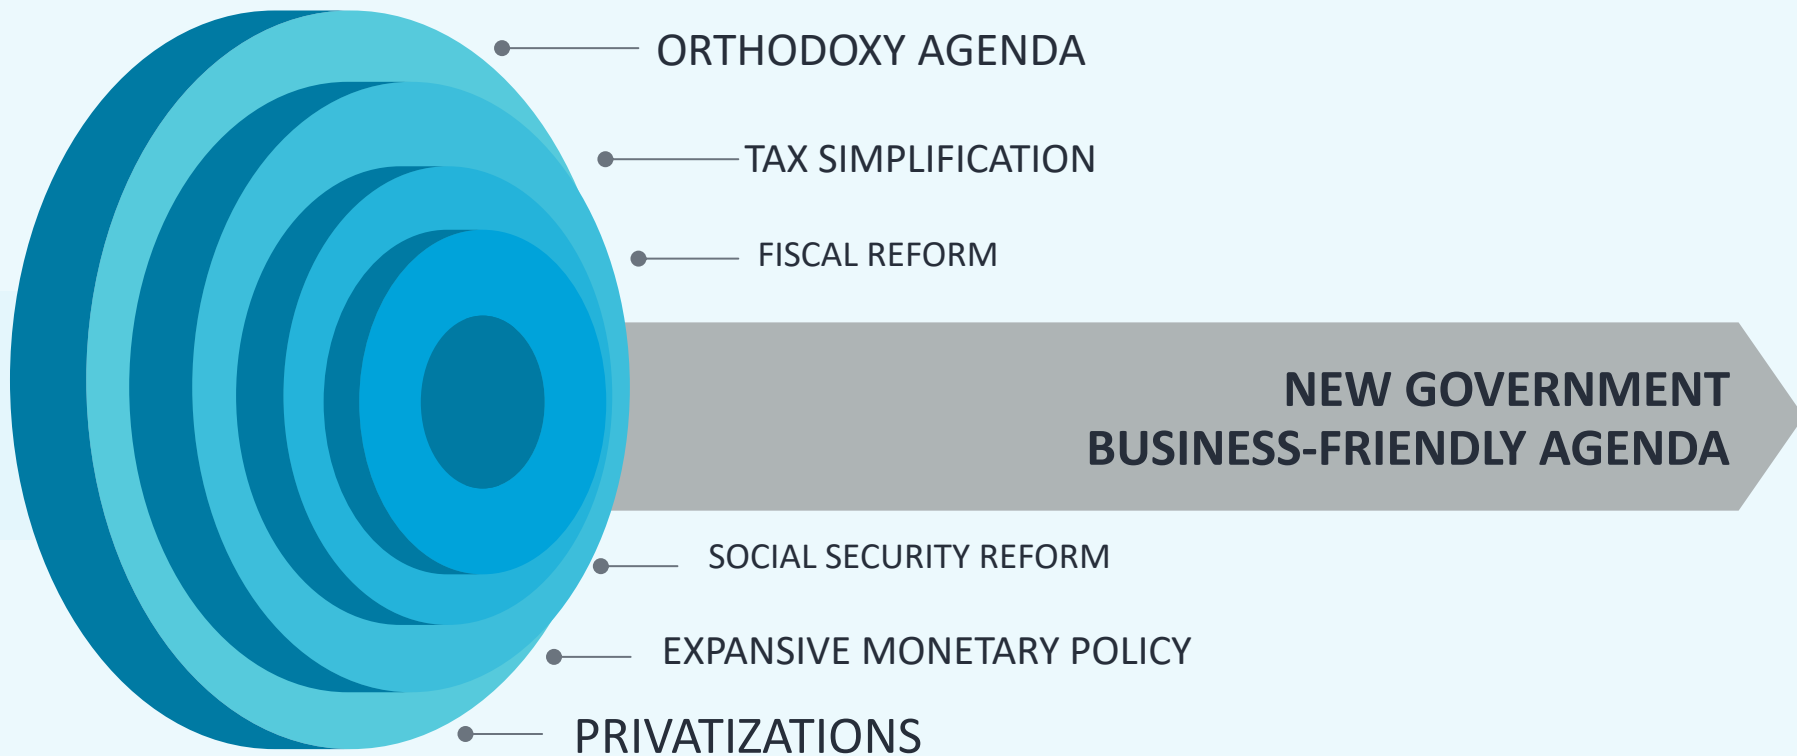 ORTHODOXY AGENDA
TAX SIMPLIFICATION
FISCAL REFORM
NEW GOVERNMENT
BUSINESS-FRIENDLY AGENDA
SOCIAL SECURITY REFORM
EXPANSIVE MONETARY POLICY
PRIVATIZATIONS